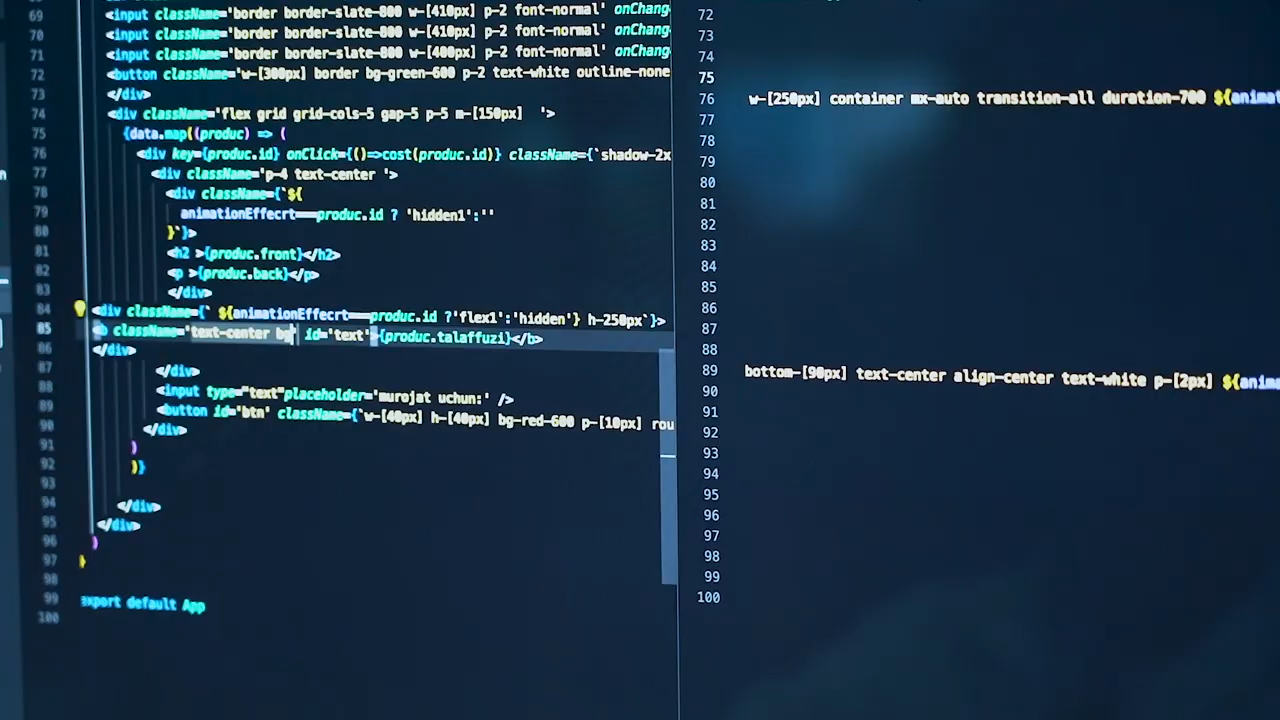 69 <input className='border border-slate-800 w-[410px] p-2 font-normal' onChang
70 <input className='border border-slate-800 w-[410px] p-2 font-normal' onChang
71 <input className='border border-slate-800 w-[400px] p-2 font-normal' onChang
72 <button className='w-[300px] border bg-green-600 p-2 text-white outline-none
73 </div>
74 <div className='flex grid grid-cols-5 gap-5 p-5 m-[150px]  '>
75 {data.map((produc) => (
76 <div key={produc.id} onClick={()=>cost(produc.id)} className={`shadow-2x
77 <div className='p-4 text-center '>
78 <div className={`${
79 animationEffecrt===produc.id ? 'hidden1':''
80 }`}>
81 <h2 >{produc.front}</h2>
82 <p >{produc.back}</p>
83 </div>
84 <div className={` ${animationEffecrt===produc.id ?'flex1':'hidden'} h-250px`}>
85 <b className='text-center bg' id='text'>{produc.talaffuzi}</b>
86 </div>
87 </div>
88 <input type="text"placeholder='murojat uchun:' />
89 <button id='btn' className={`w-[40px] h-[40px] bg-red-600 p-[10px] rou
90 </div>
91 )
92 )}
93
94 </div>
95 </div>
96 )
97 }
98
99 export default App
100
72
73
74
75
76 w-[250px] container mx-auto transition-all duration-700 ${animat
77
78
79
80
81
82
83
84
85
86
87
88
89 bottom-[90px] text-center align-center text-white p-[2px] ${anima
90
91
92
93
94
95
96
97
98
99
100